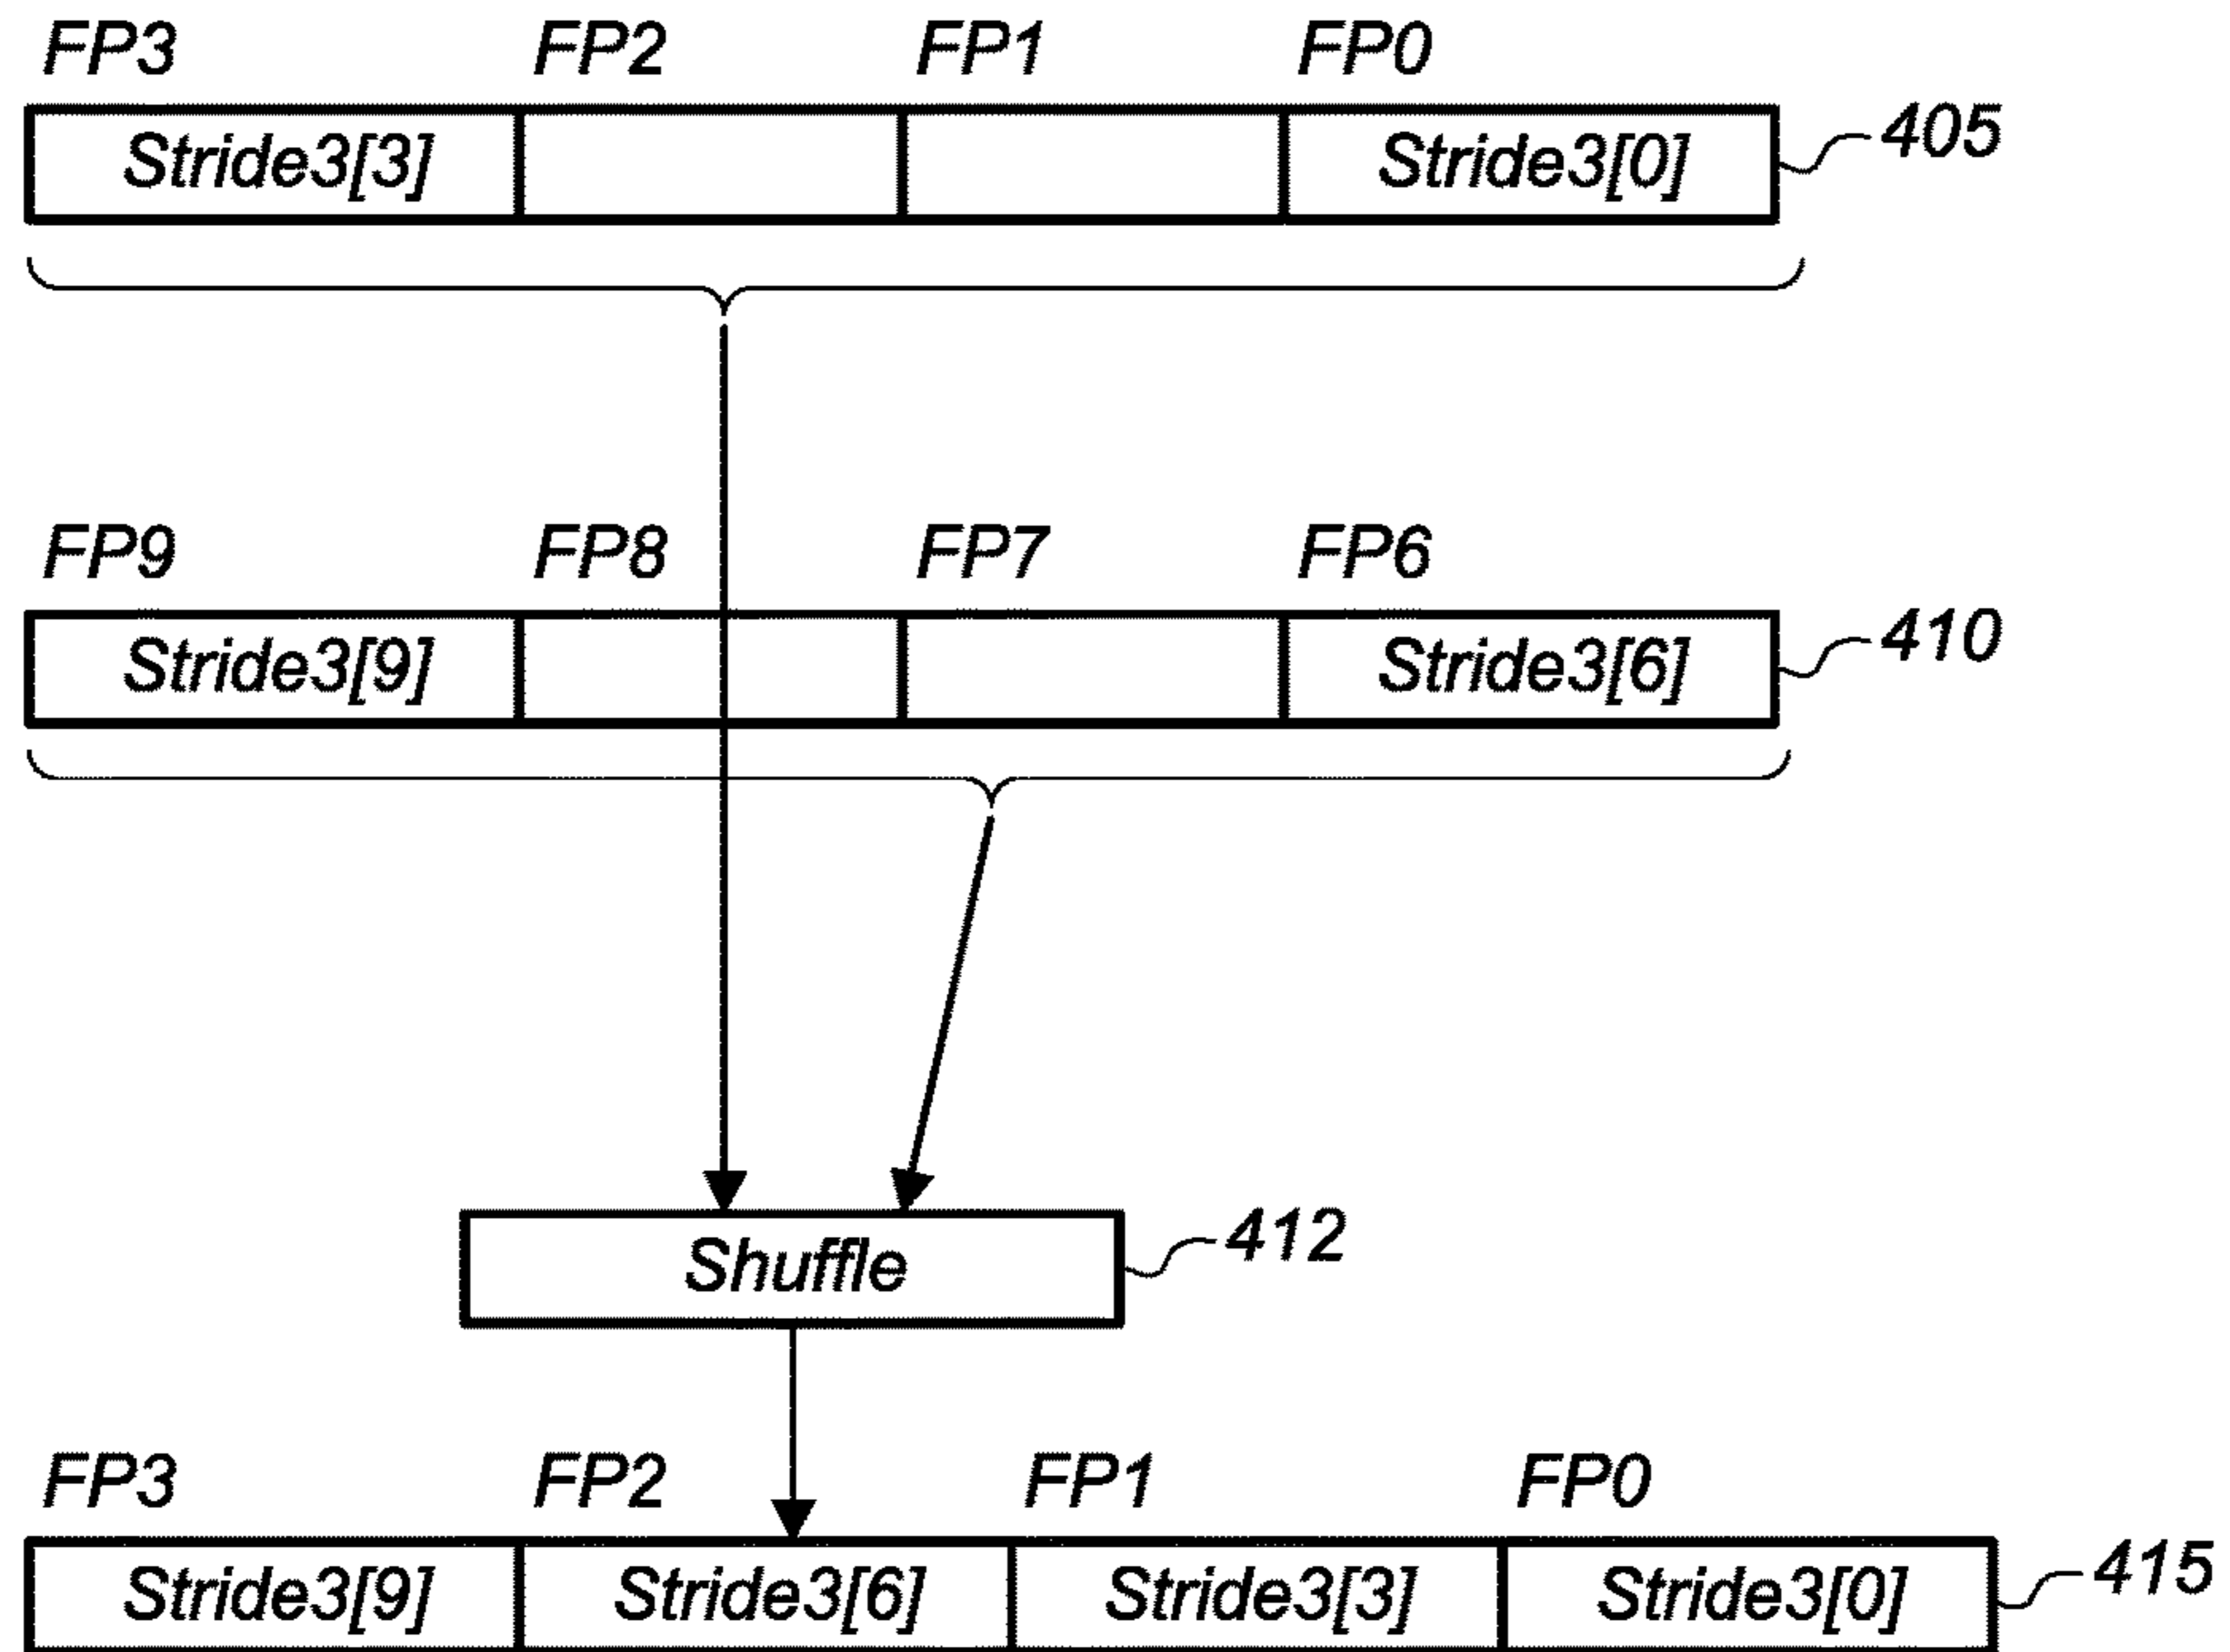 FP3 FP2 FP1 FP0
Stride3[3] Stride3[0] 405
FP9 FP8 FP7 FP6
Stride3[9] Stride3[6] 410
Shuffle 412
FP3 FP2 FP1 FP0
Stride3[9] Stride3[6] Stride3[3] Stride3[0] 415